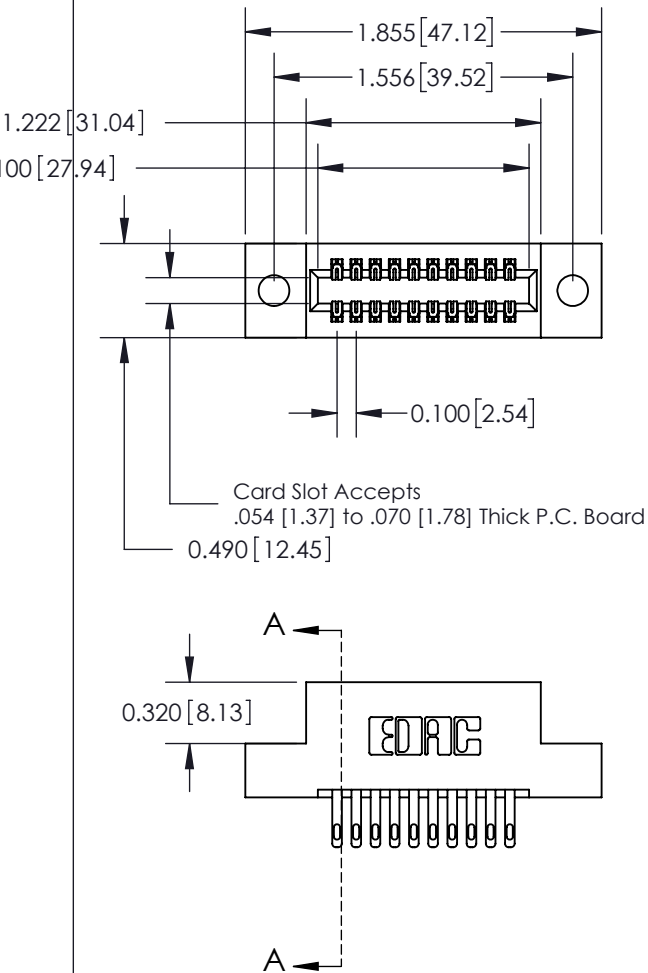 1.855[47.12]
1.556[39.52]
1.222[31.04]
100[27.94]
0.100[2.54]
Card Slot Accepts
.054 [1.37] to .070 [1.78] Thick P.C. Board
0.490[12.45]
A
0.320[8.13]
EDAC
A